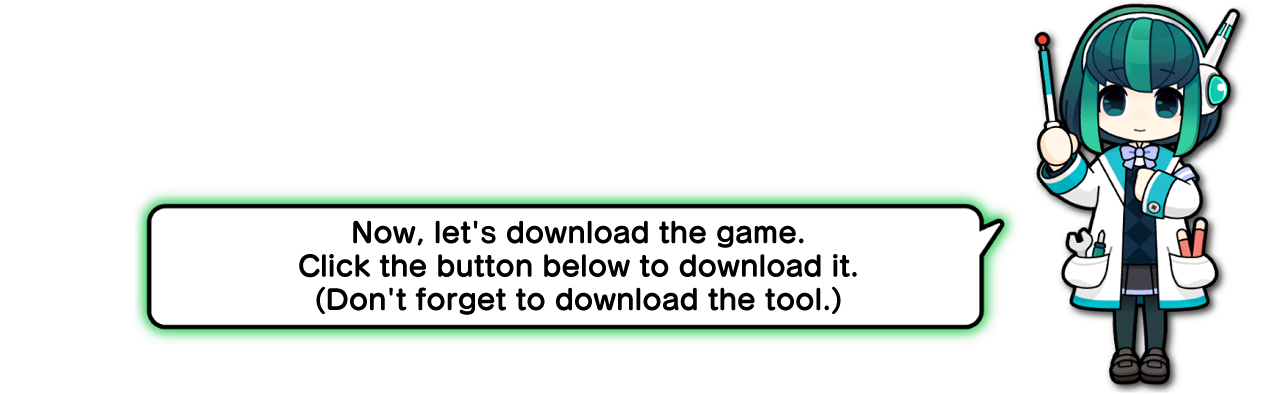 Now, let's download the game.
Click the button below to download it.
(Don't forget to download the tool.)